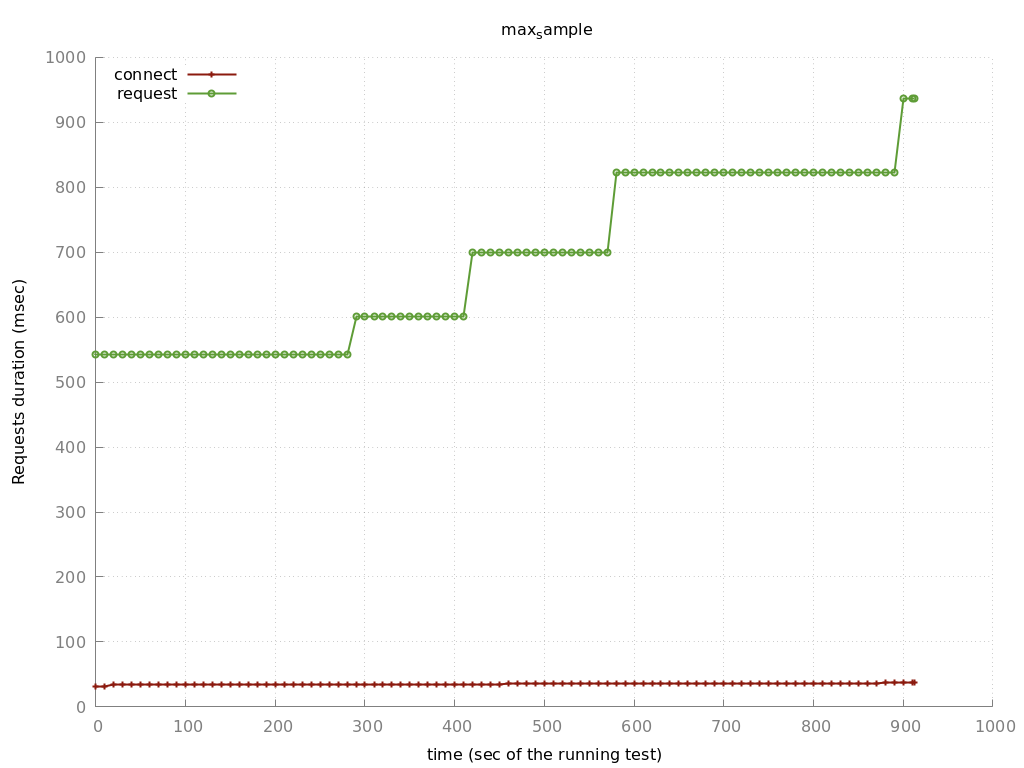 max_sample
connect
request
1000
900
800
700
600
500
400
300
200
100
0
0 100 200 300 400 500 600 700 800 900 1000
Requests duration (msec)
time (sec of the running test)